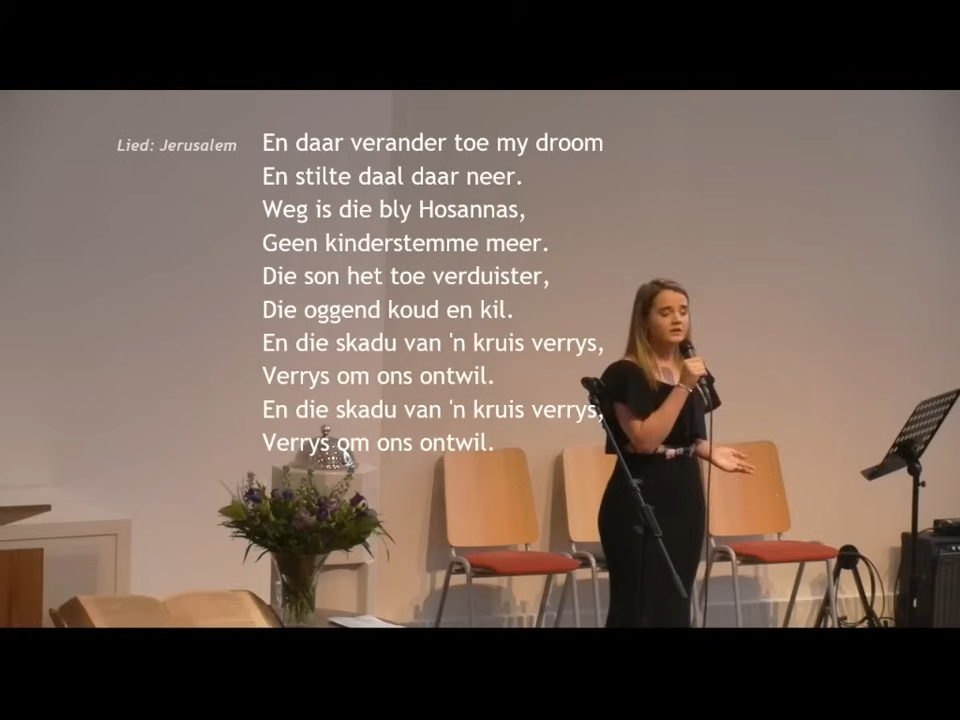 Lied: Jerusalem
En daar verander toe my droom
En stilte daal daar neer.
Weg is die bly Hosannas,
Geen kinderstemme meer.
Die son het toe verduister,
Die oggend koud en kil.
En die skadu van 'n kruis verrys,
Verrys om ons ontwil.
En die skadu van 'n kruis verrys,
Verrys om ons ontwil.